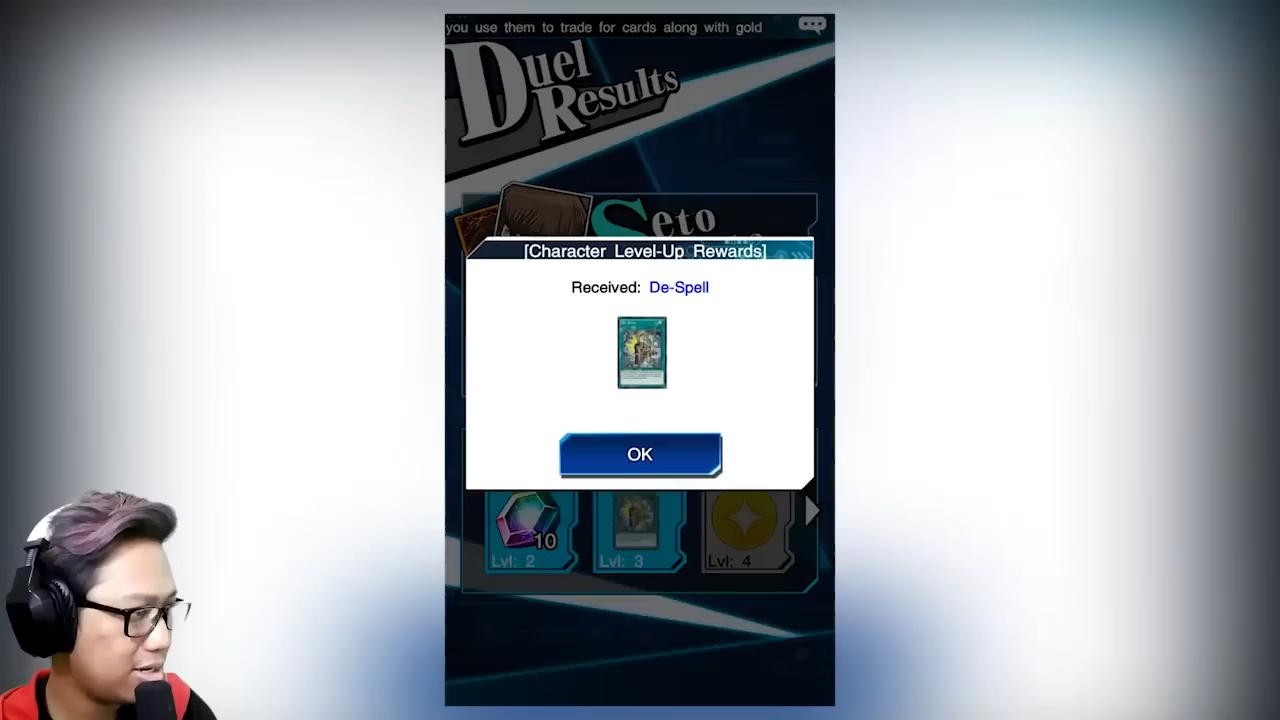 you use them to trade for cards along with gold
Duel
Results
Seto
[Character Level-Up Rewards]
Received: De-Spell
OK
10
Lvl: 2
Lvl: 3
Lvl: 4